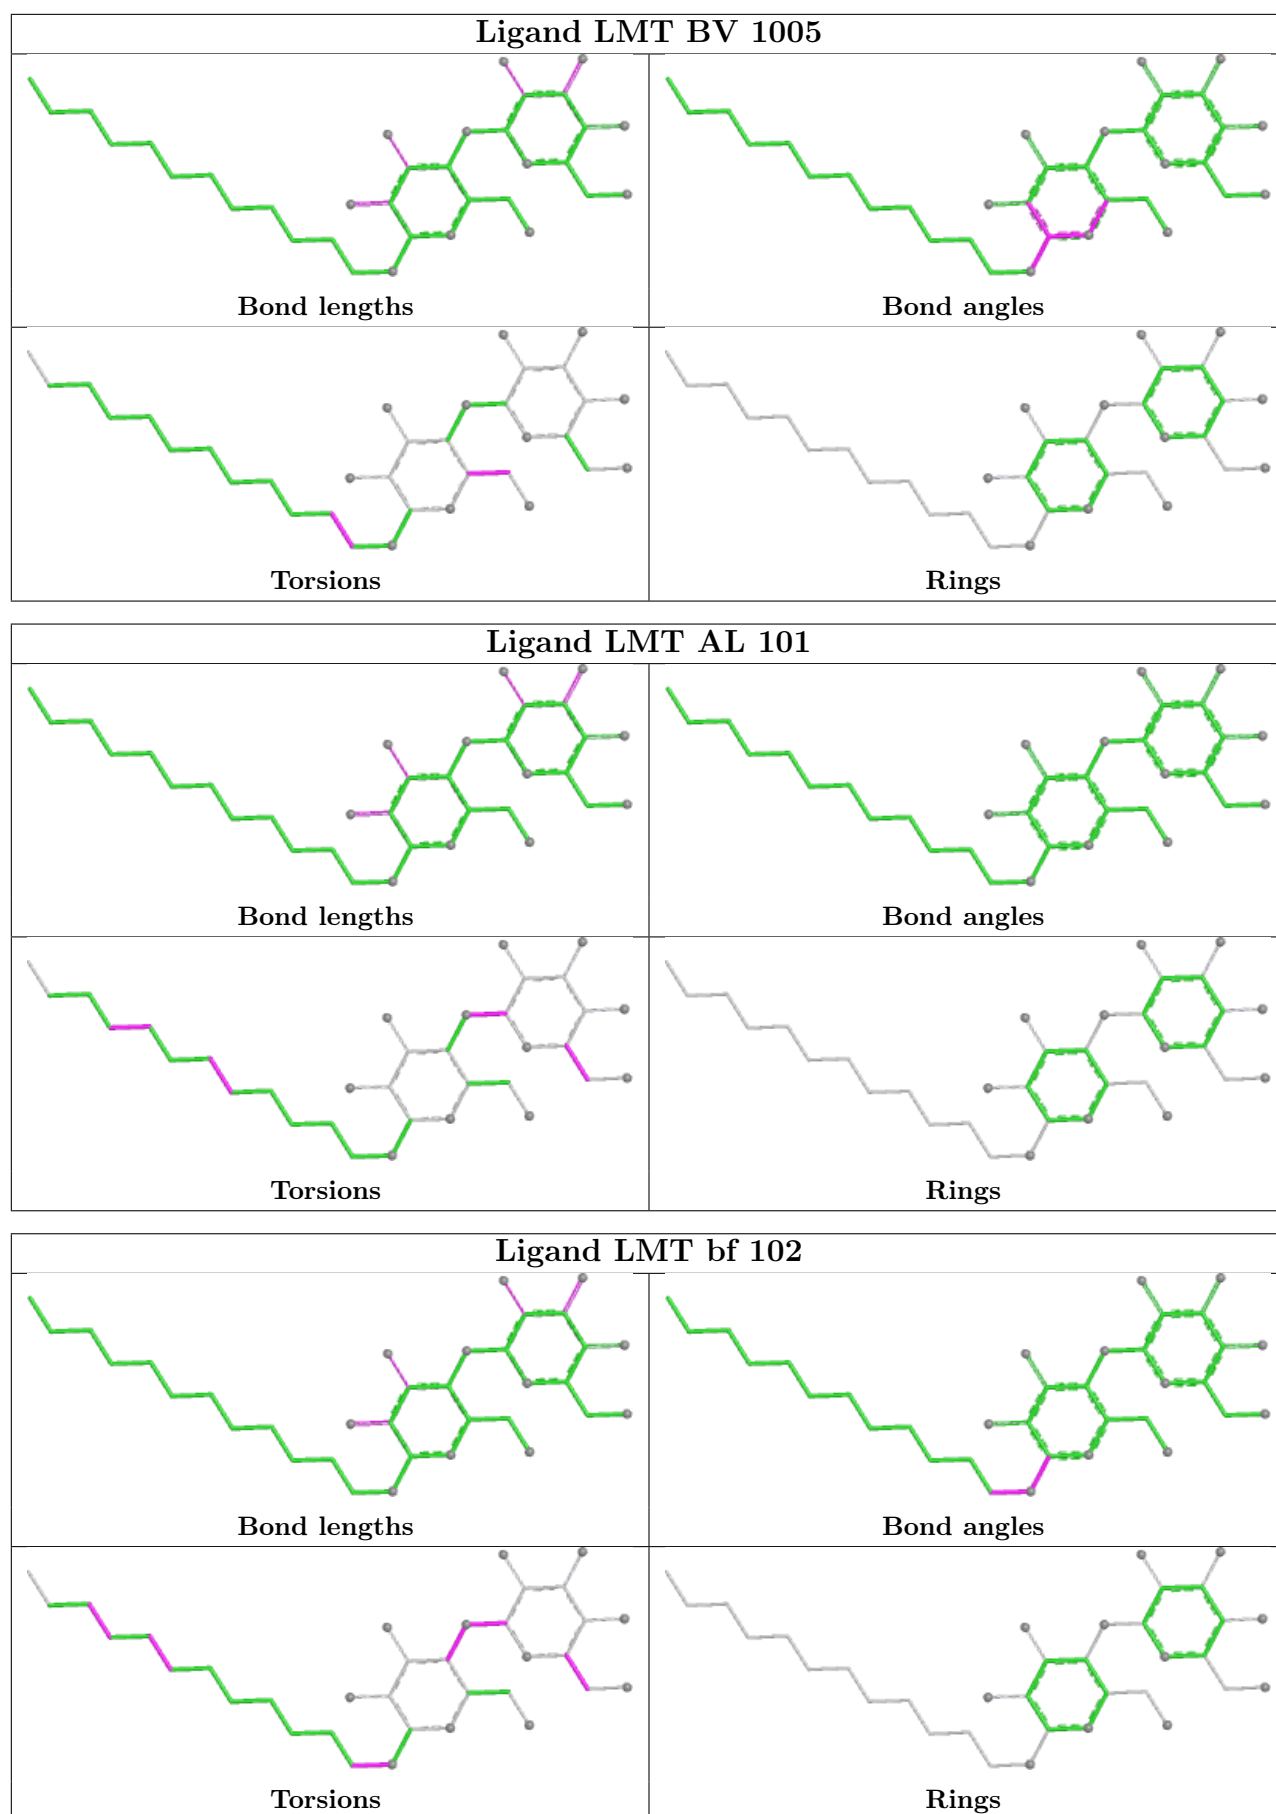 Ligand LMT BV 1005
Bond lengths
Bond angles
Torsions
Rings
Ligand LMT AL 101
Bond lengths
Bond angles
Torsions
Rings
Ligand LMT bf 102
Bond lengths
Bond angles
Torsions
Rings